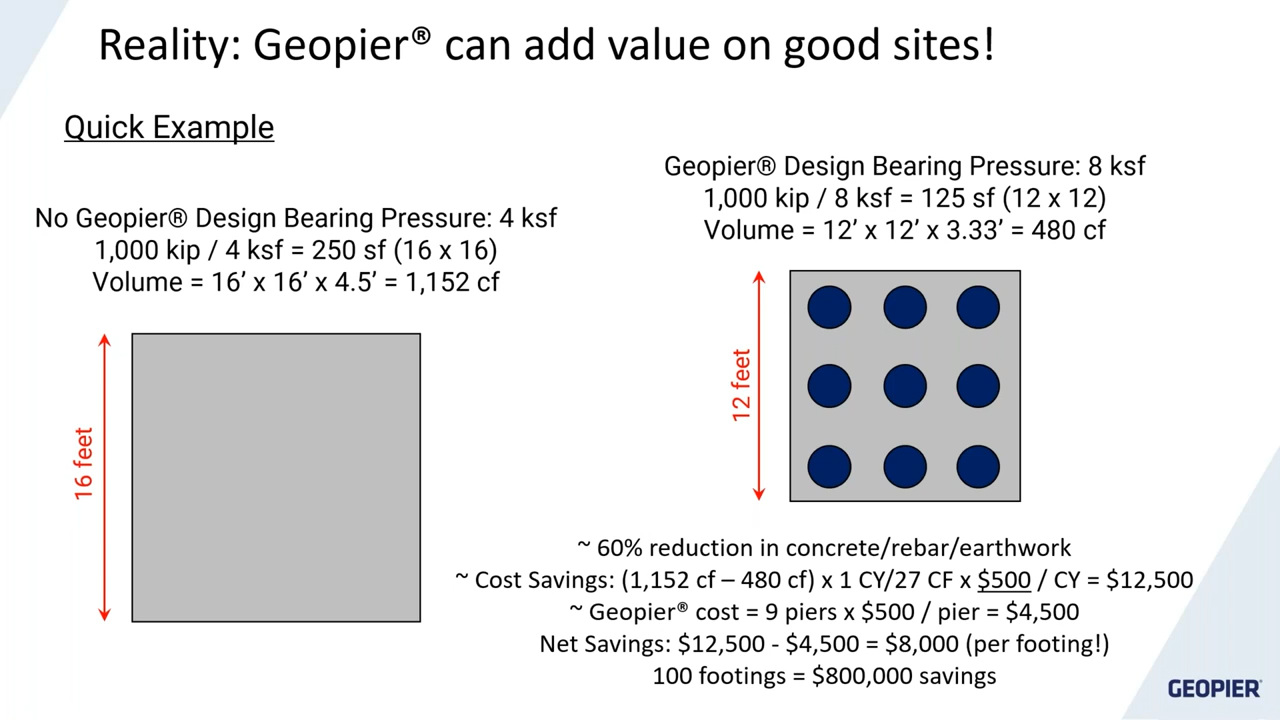 Reality: Geopier® can add value on good sites!
Quick Example
No Geopier® Design Bearing Pressure: 4 ksf
1,000 kip / 4 ksf = 250 sf (16 x 16)
Volume = 16’ x 16’ x 4.5’ = 1,152 cf
16 feet
Geopier® Design Bearing Pressure: 8 ksf
1,000 kip / 8 ksf = 125 sf (12 x 12)
Volume = 12’ x 12’ x 3.33’ = 480 cf
12 feet
~ 60% reduction in concrete/rebar/earthwork
~ Cost Savings: (1,152 cf – 480 cf) x 1 CY/27 CF x $500 / CY = $12,500
~ Geopier® cost = 9 piers x $500 / pier = $4,500
Net Savings: $12,500 - $4,500 = $8,000 (per footing!)
100 footings = $800,000 savings
GEOPIER®